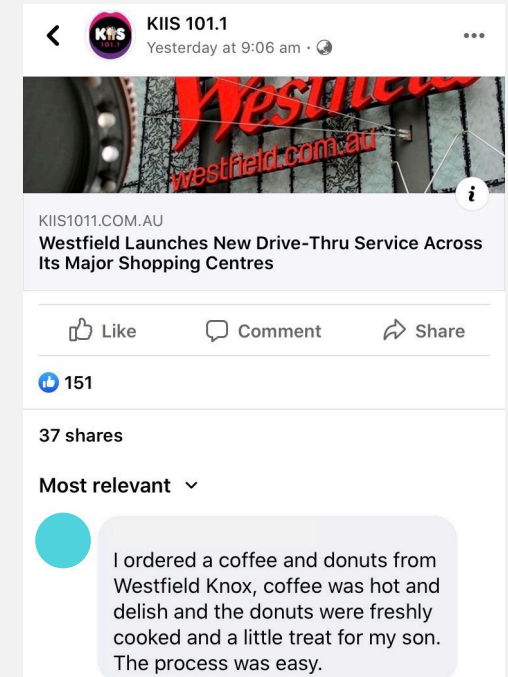 KIIS 101.1
Yesterday at 9:06 am ·
KIIS
101.1
Westfield
westfield.com.au
KIIS1011.COM.AU
Westfield Launches New Drive-Thru Service Across
Its Major Shopping Centres
Like
Comment
Share
151
37 shares
Most relevant
I ordered a coffee and donuts from
Westfield Knox, coffee was hot and
delish and the donuts were freshly
cooked and a little treat for my son.
The process was easy.